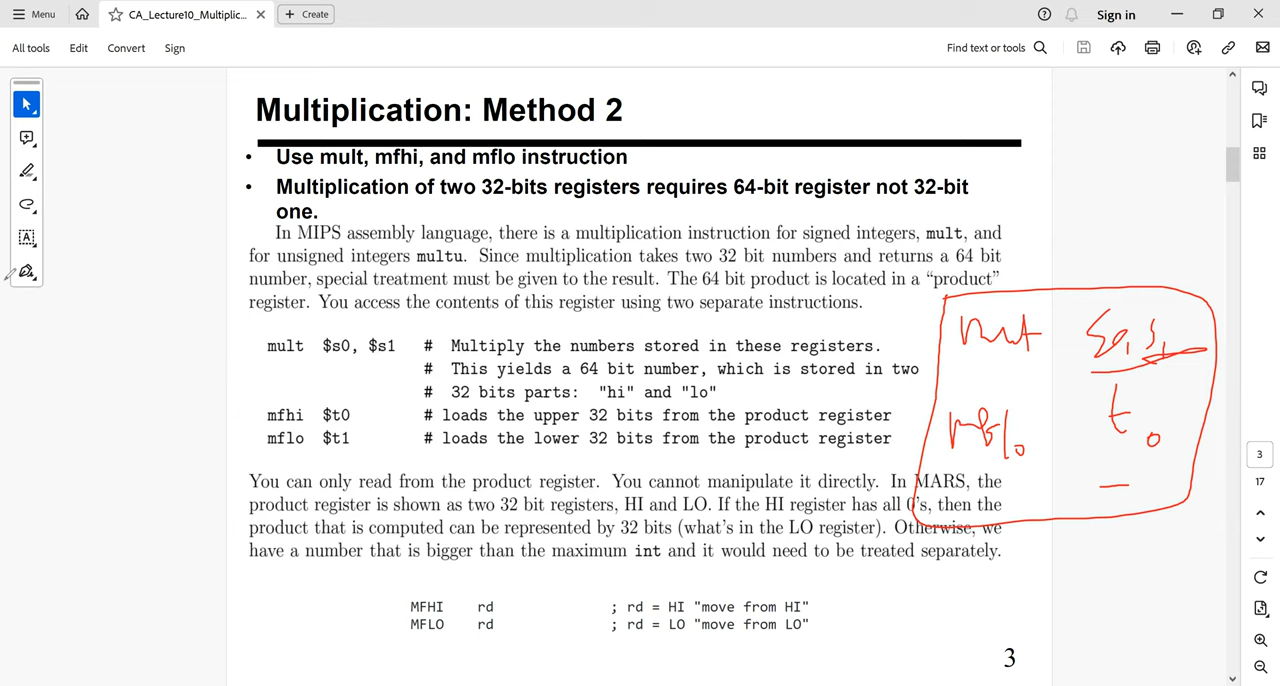 Menu CA_Lecture10_Multiplic... Create Sign in
All tools Edit Convert Sign Find text or tools
Multiplication: Method 2
• Use mult, mfhi, and mflo instruction
• Multiplication of two 32-bits registers requires 64-bit register not 32-bit
one.
In MIPS assembly language, there is a multiplication instruction for signed integers, mult, and
for unsigned integers multu. Since multiplication takes two 32 bit numbers and returns a 64 bit
number, special treatment must be given to the result. The 64 bit product is located in a “product”
register. You access the contents of this register using two separate instructions.
mult $s0, $s1 # Multiply the numbers stored in these registers.
# This yields a 64 bit number, which is stored in two
# 32 bits parts: "hi" and "lo"
mfhi $t0 # loads the upper 32 bits from the product register
mflo $t1 # loads the lower 32 bits from the product register
mflo t0
You can only read from the product register. You cannot manipulate it directly. In MARS, the
product register is shown as two 32 bit registers, HI and LO. If the HI register has all 0's, then the
product that is computed can be represented by 32 bits (what's in the LO register). Otherwise, we
have a number that is bigger than the maximum int and it would need to be treated separately.
MFHI rd ; rd = HI "move from HI"
MFLO rd ; rd = LO "move from LO"
3
3
17